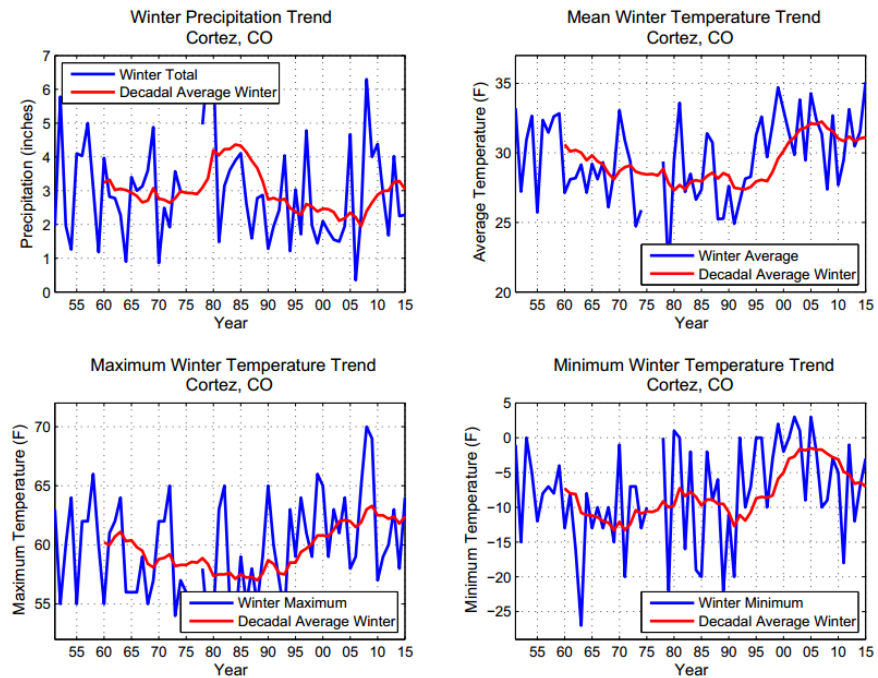 Winter Precipitation Trend
Cortez, CO
7
6
5
4
3
2
1
0
Precipitation (inches)
Winter Total
Decadal Average Winter
55 60 65 70 75 80 85 90 95 00 05 10 15
Year
Mean Winter Temperature Trend
Cortez, CO
35
30
25
20
Average Temperature (F)
Winter Average
Decadal Average Winter
55 60 65 70 75 80 85 90 95 00 05 10 15
Year
Maximum Winter Temperature Trend
Cortez, CO
70
65
60
55
Maximum Temperature (F)
Winter Maximum
Decadal Average Winter
55 60 65 70 75 80 85 90 95 00 05 10 15
Year
Minimum Winter Temperature Trend
Cortez, CO
5
0
−5
−10
−15
−20
−25
Minimum Temperature (F)
Winter Minimum
Decadal Average Winter
55 60 65 70 75 80 85 90 95 00 05 10 15
Year